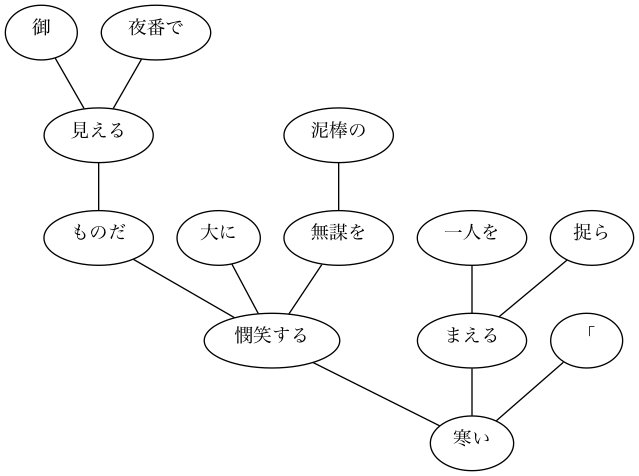 御 夜番で
見える 泥棒の
ものだ 大に 無謀を 一人を 捉ら
憫笑する まえる 「
寒い